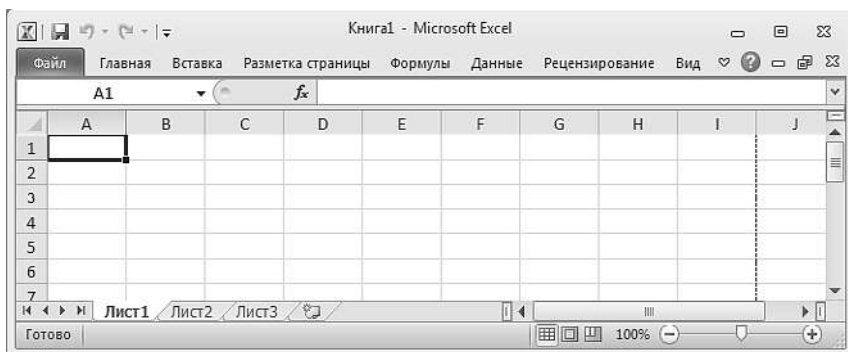 Книга1 - Microsoft Excel
Файл Главная Вставка Разметка страницы Формулы Данные Рецензирование Вид
A1 fx
A B C D E F G H I J
1
2
3
4
5
6
7
Лист1 Лист2 Лист3
Готово 100%